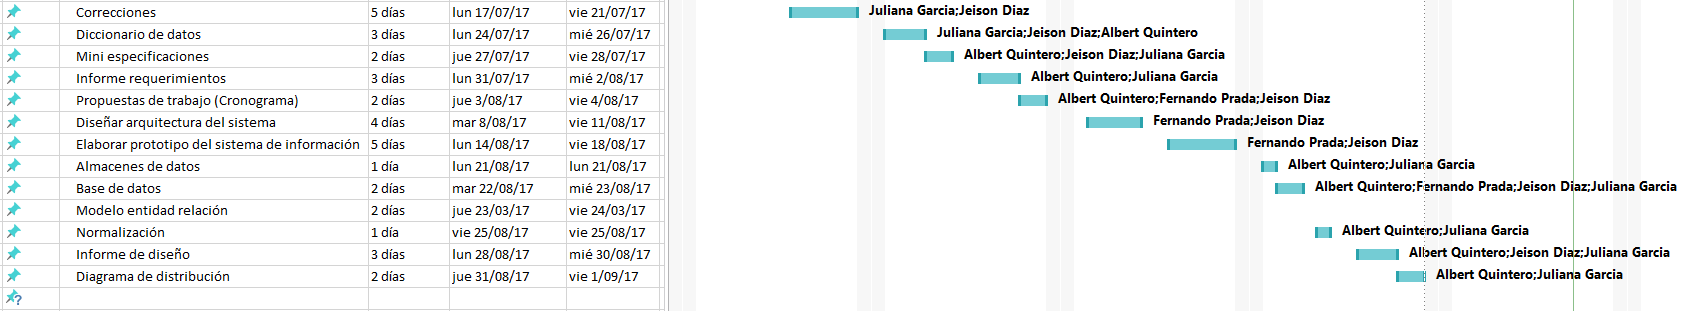 Correcciones 5 días lun 17/07/17 vie 21/07/17 Juliana Garcia;Jeison Diaz
Diccionario de datos 3 días lun 24/07/17 mié 26/07/17 Juliana Garcia;Jeison Diaz;Albert Quintero
Mini especificaciones 2 días jue 27/07/17 vie 28/07/17 Albert Quintero;Jeison Diaz;Juliana Garcia
Informe requerimientos 3 días lun 31/07/17 mié 2/08/17 Albert Quintero;Juliana Garcia
Propuestas de trabajo (Cronograma) 2 días jue 3/08/17 vie 4/08/17 Albert Quintero;Fernando Prada;Jeison Diaz
Diseñar arquitectura del sistema 4 días mar 8/08/17 vie 11/08/17 Fernando Prada;Jeison Diaz
Elaborar prototipo del sistema de información 5 días lun 14/08/17 vie 18/08/17 Fernando Prada;Jeison Diaz
Almacenes de datos 1 día lun 21/08/17 lun 21/08/17 Albert Quintero;Juliana Garcia
Base de datos 2 días mar 22/08/17 mié 23/08/17 Albert Quintero;Fernando Prada;Jeison Diaz;Juliana Garcia
Modelo entidad relación 2 días jue 23/03/17 vie 24/03/17
Normalización 1 día vie 25/08/17 vie 25/08/17 Albert Quintero;Juliana Garcia
Informe de diseño 3 días lun 28/08/17 mié 30/08/17 Albert Quintero;Jeison Diaz;Juliana Garcia
Diagrama de distribución 2 días jue 31/08/17 vie 1/09/17 Albert Quintero;Juliana Garcia
?